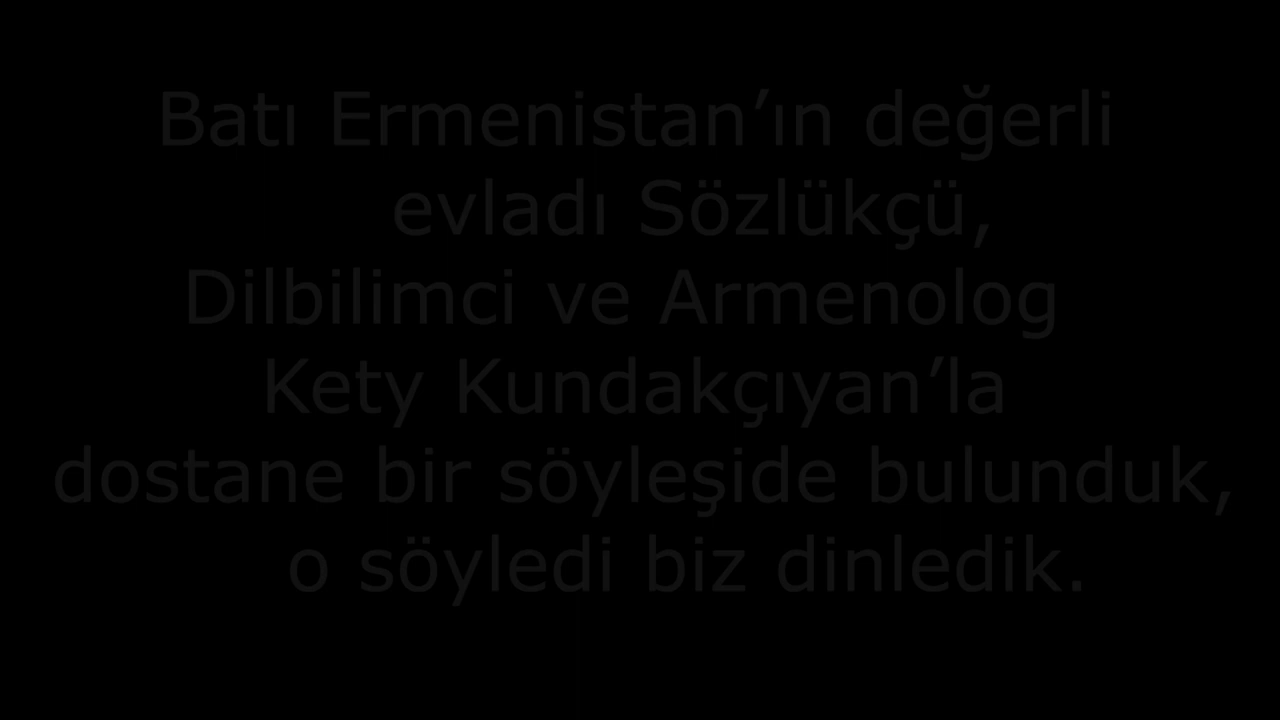 Batı Ermenistan’ın değerli
evladı Sözlükçü,
Dilbilimci ve Armenolog
Kety Kundakçıyan’la
dostane bir söyleşide bulunduk,
o söyledi biz dinledik.